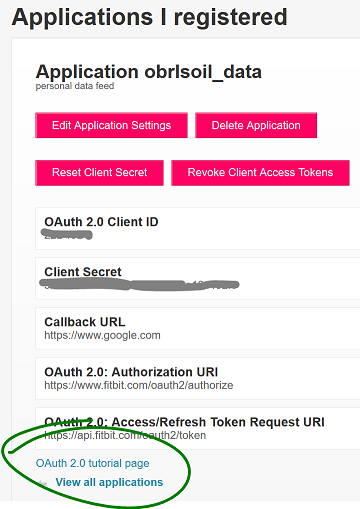 Applications I registered
Application obrlsoil_data
personal data feed
Edit Application Settings
Delete Application
Reset Client Secret
Revoke Client Access Tokens
OAuth 2.0 Client ID
Client Secret
Callback URL
https://www.google.com
OAuth 2.0: Authorization URI
https://www.fitbit.com/oauth2/authorize
OAuth 2.0: Access/Refresh Token Request URI
https://api.fitbit.com/oauth2/token
OAuth 2.0 tutorial page
View all applications